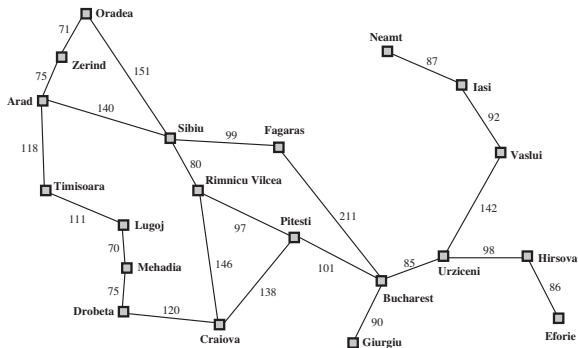 Oradea
71
Neamt
Zerind
87
151
75
Iasi
Arad
140
92
Sibiu
99
Fagaras
118
Vaslui
80
Timisoara
Rimnicu Vilcea
111
211
142
Lugoj
97
Pitesti
70
98
Hirsova
146
101
85
Mehadia
Urziceni
138
86
75
Bucharest
120
Drobeta
90
Eforie
Craiova
Giurgiu